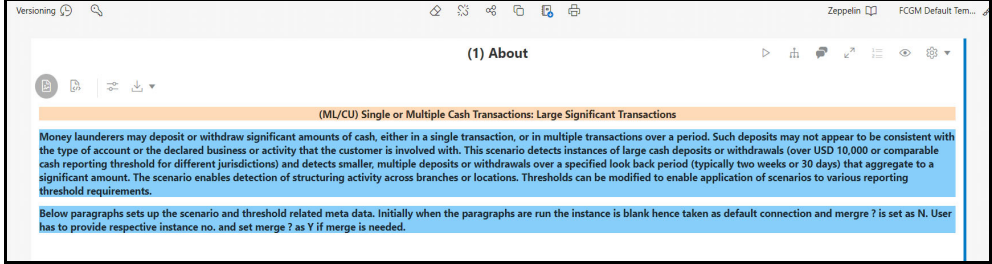 Versioning
Zeppelin FCGM Default Tem...
(1) About
(ML/CU) Single or Multiple Cash Transactions: Large Significant Transactions
Money launderers may deposit or withdraw significant amounts of cash, either in a single transaction, or in multiple transactions over a period. Such deposits may not appear to be consistent with
the type of account or the declared business or activity that the customer is involved with. This scenario detects instances of large cash deposits or withdrawals (over USD 10,000 or comparable
cash reporting threshold for different jurisdictions) and detects smaller, multiple deposits or withdrawals over a specified look back period (typically two weeks or 30 days) that aggregate to a
significant amount. The scenario enables detection of structuring activity across branches or locations. Thresholds can be modified to enable application of scenarios to various reporting
threshold requirements.
Below paragraphs sets up the scenario and threshold related meta data. Initially when the paragraphs are run the instance is blank hence taken as default connection and mergre ? is set as N. User
has to provide respective instance no. and set merge ? as Y if merge is needed.